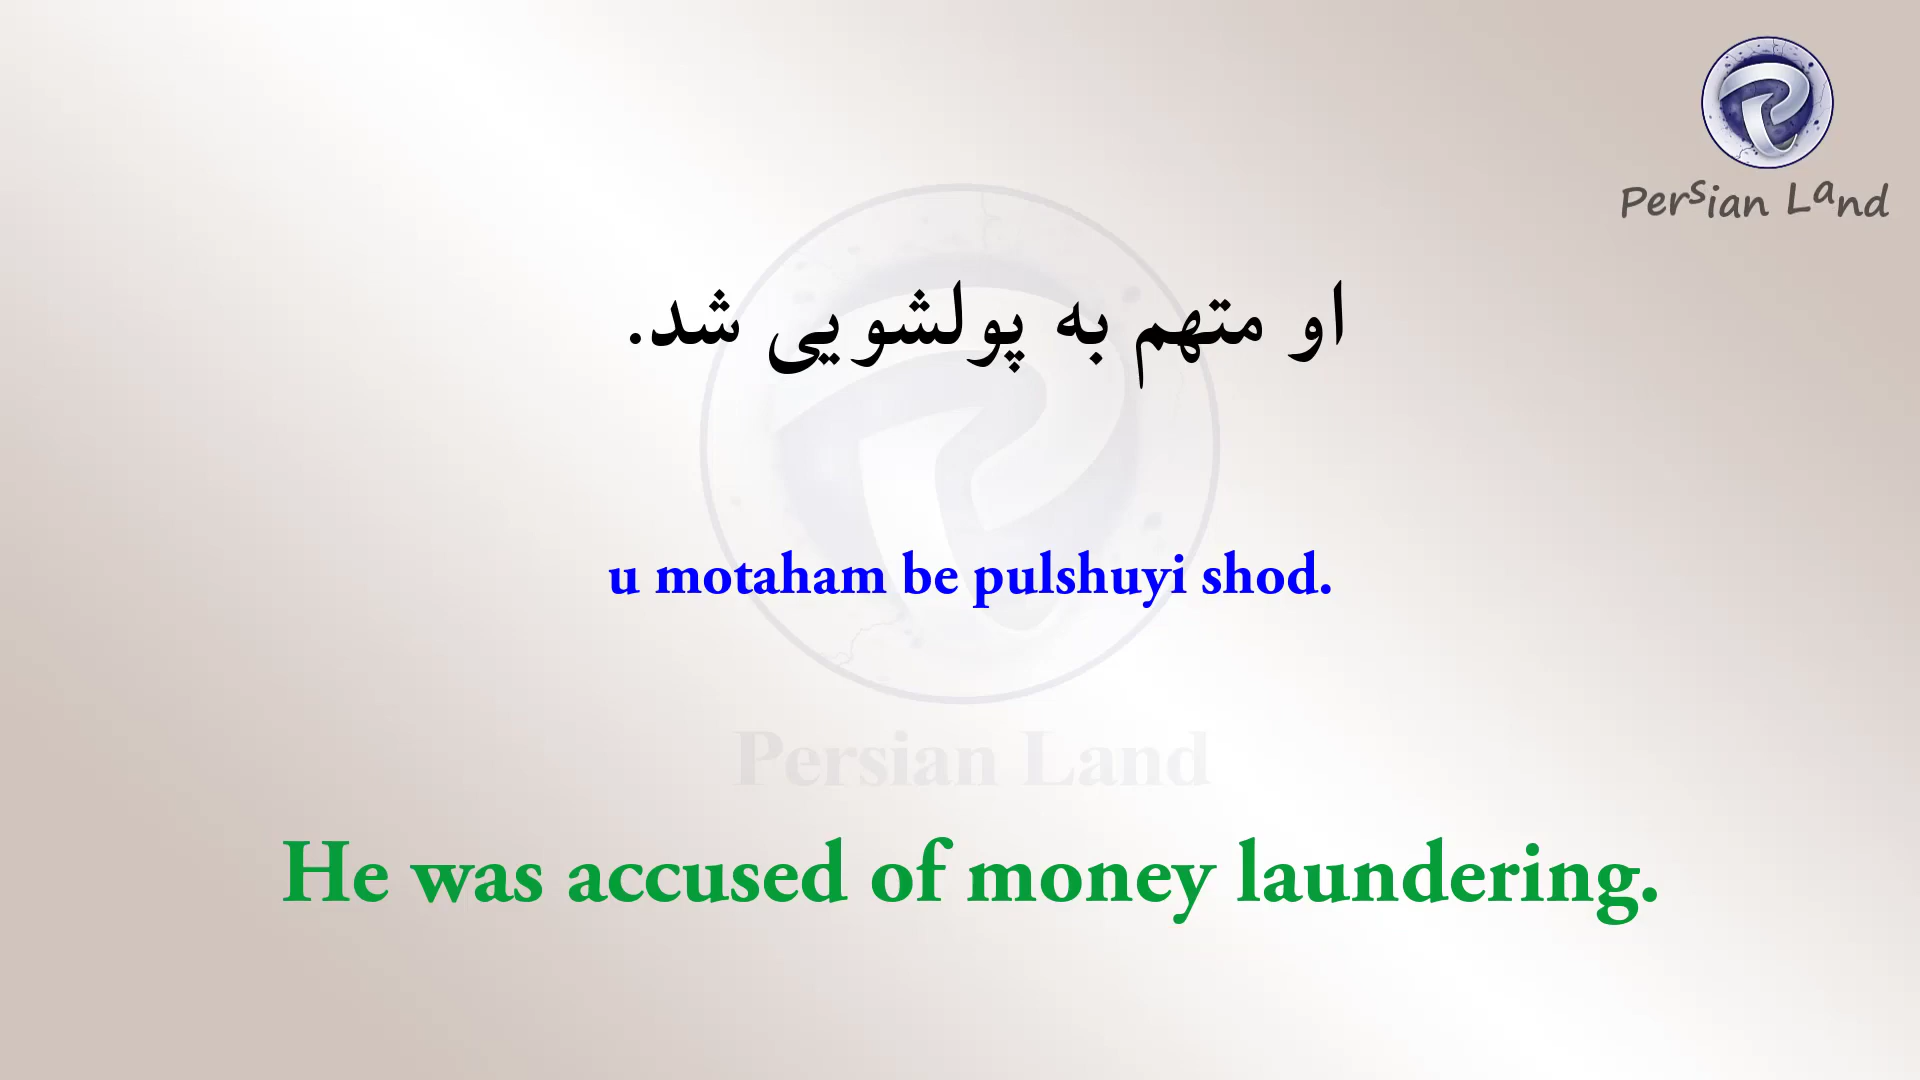 Persian Land
او متهم به پولشویی شد.
u motaham be pulshuyi shod.
Persian Land
He was accused of money laundering.